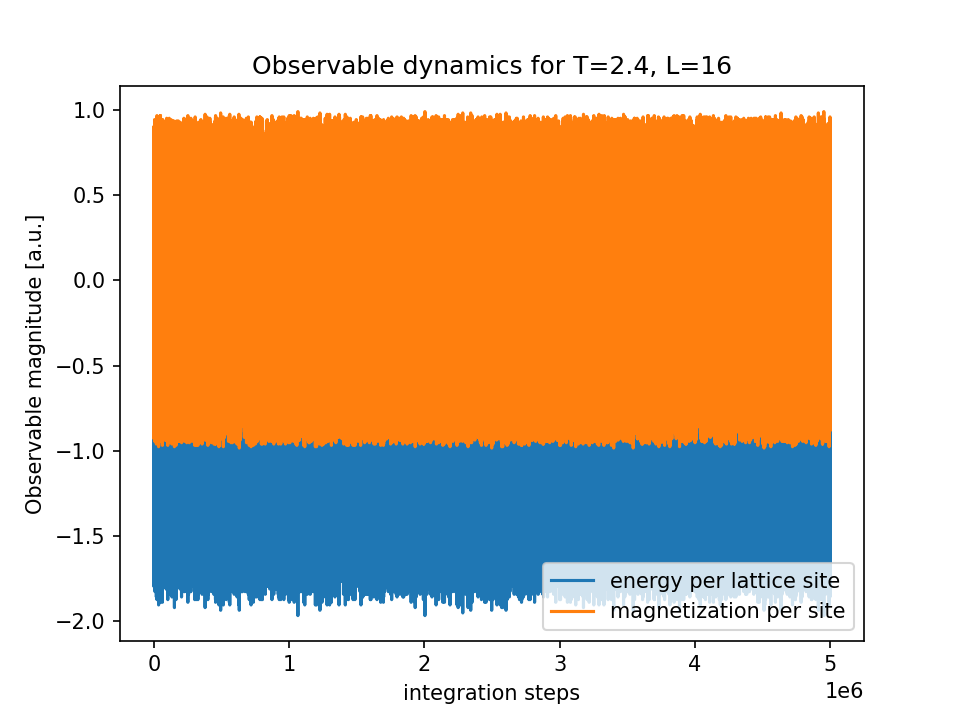 Observable dynamics for T=2.4, L=16
Observable magnitude [a.u.]
1.0
0.5
0.0
−0.5
−1.0
−1.5
−2.0
energy per lattice site
magnetization per site
0 1 2 3 4 5
1e6
integration steps